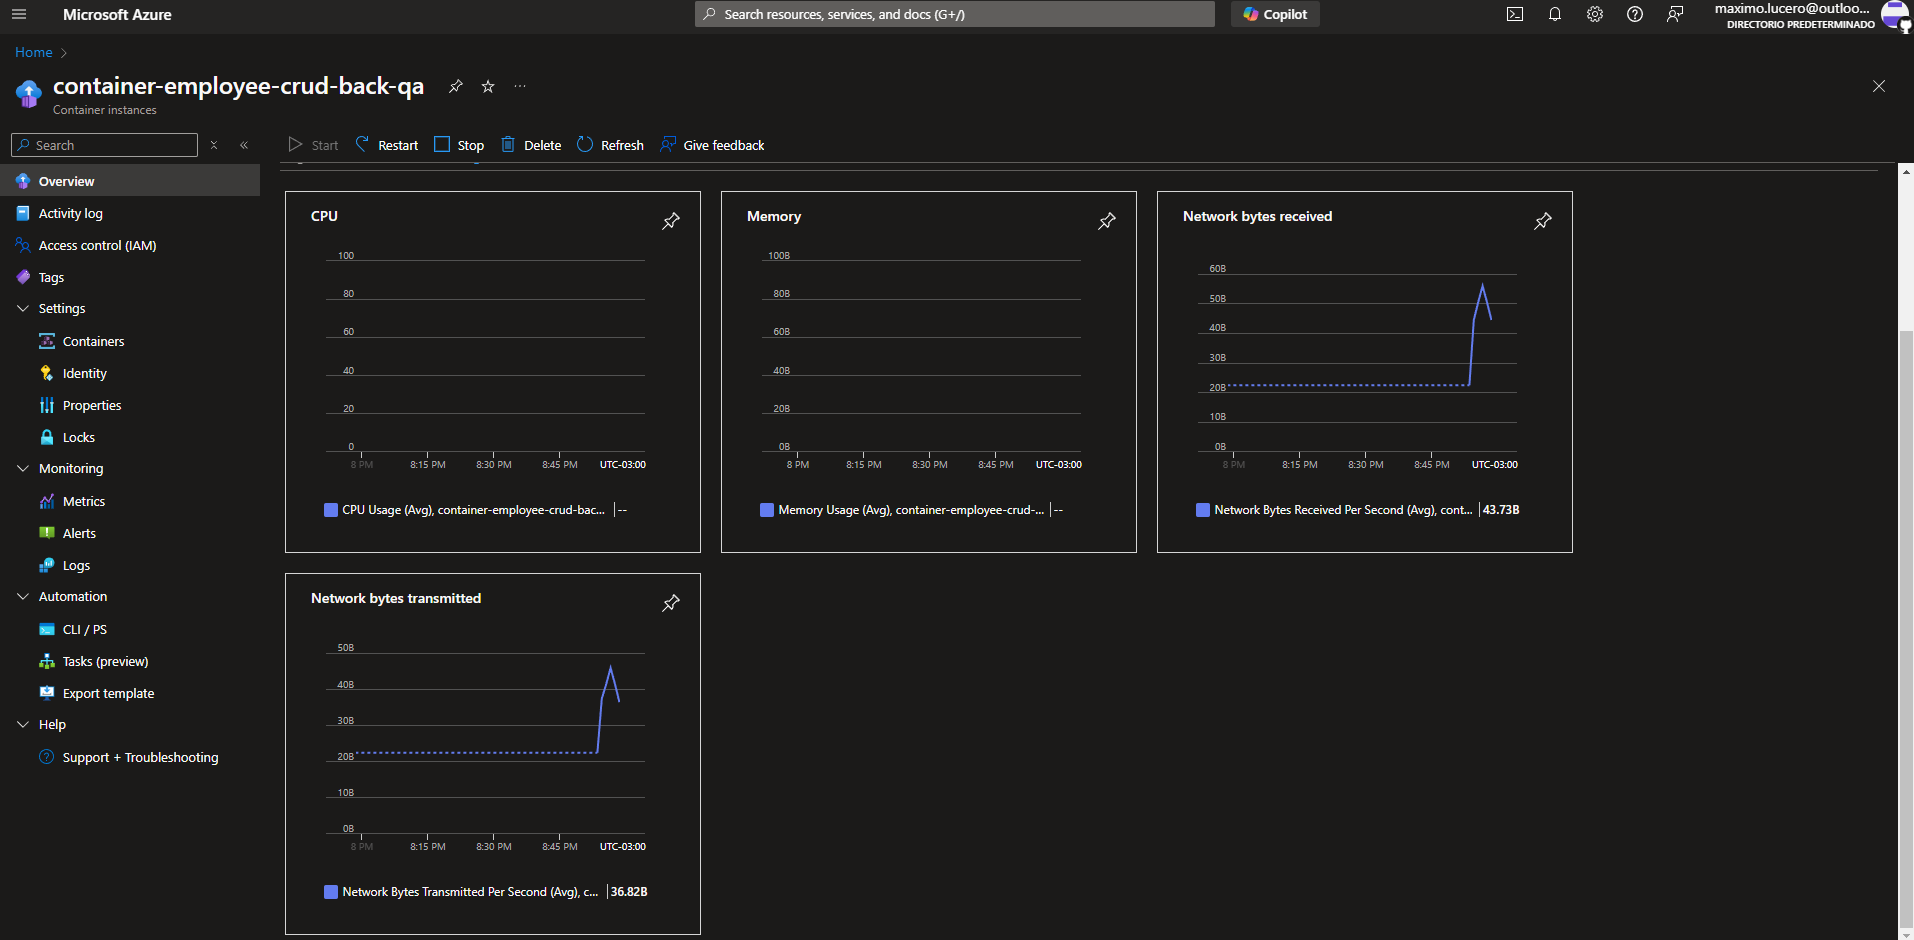 Microsoft Azure
Search resources, services, and docs (G+/)
Copilot
maximo.lucero@outloo...
DIRECTORIO PREDETERMINADO
Home
container-employee-crud-back-qa
Container instances
Search
Start
Restart
Stop
Delete
Refresh
Give feedback
Overview
Activity log
Access control (IAM)
Tags
Settings
Containers
Identity
Properties
Locks
Monitoring
Metrics
Alerts
Logs
Automation
CLI / PS
Tasks (preview)
Export template
Help
Support + Troubleshooting
CPU
100
80
60
40
20
0
8 PM 8:15 PM 8:30 PM 8:45 PM UTC-03:00
CPU Usage (Avg), container-employee-crud-bac... --
Memory
100B
80B
60B
40B
20B
0B
8 PM 8:15 PM 8:30 PM 8:45 PM UTC-03:00
Memory Usage (Avg), container-employee-crud-... --
Network bytes received
60B
50B
40B
30B
20B
10B
0B
8 PM 8:15 PM 8:30 PM 8:45 PM UTC-03:00
Network Bytes Received Per Second (Avg), cont... 43.73B
Network bytes transmitted
50B
40B
30B
20B
10B
0B
8 PM 8:15 PM 8:30 PM 8:45 PM UTC-03:00
Network Bytes Transmitted Per Second (Avg), c... 36.82B